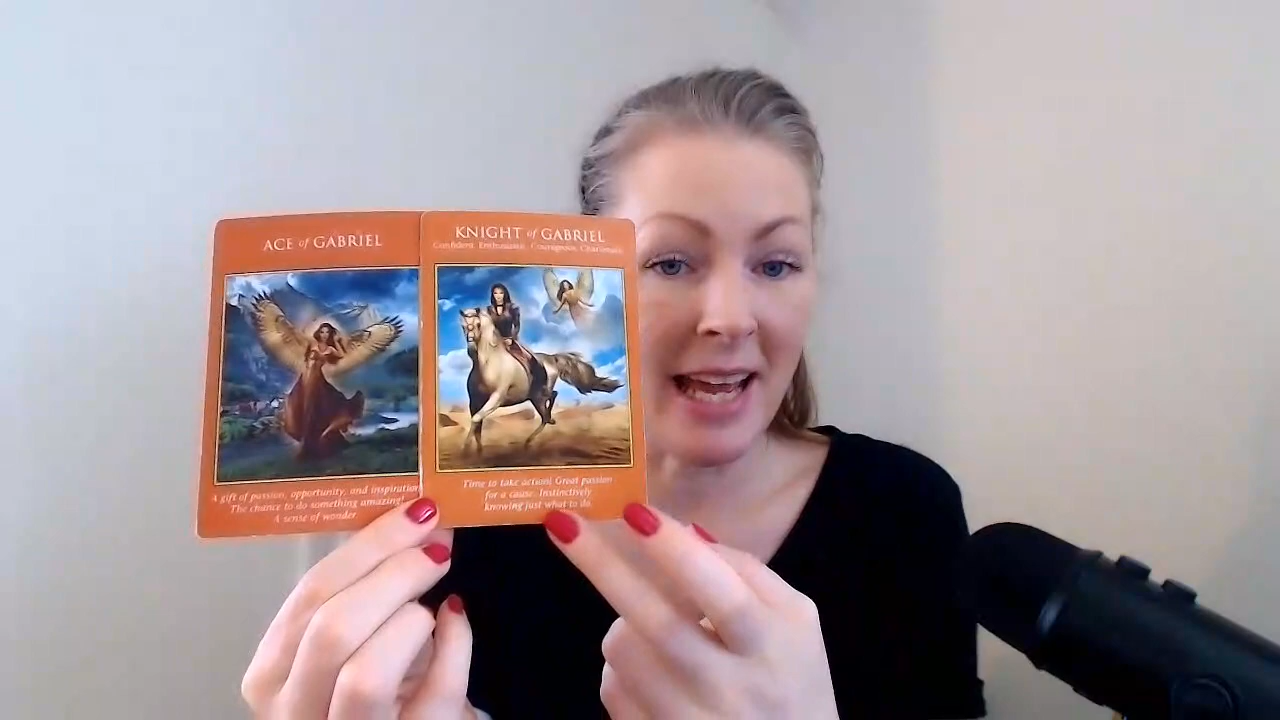 ACE of GABRIEL
A gift of passion, opportunity, and inspiration
The chance to do something amazing!
A sense of wonder.
KNIGHT of GABRIEL
Confident. Enthusiastic. Courageous. Charismatic
Time to take action! Great passion
for a cause. Instinctively
knowing just what to do.